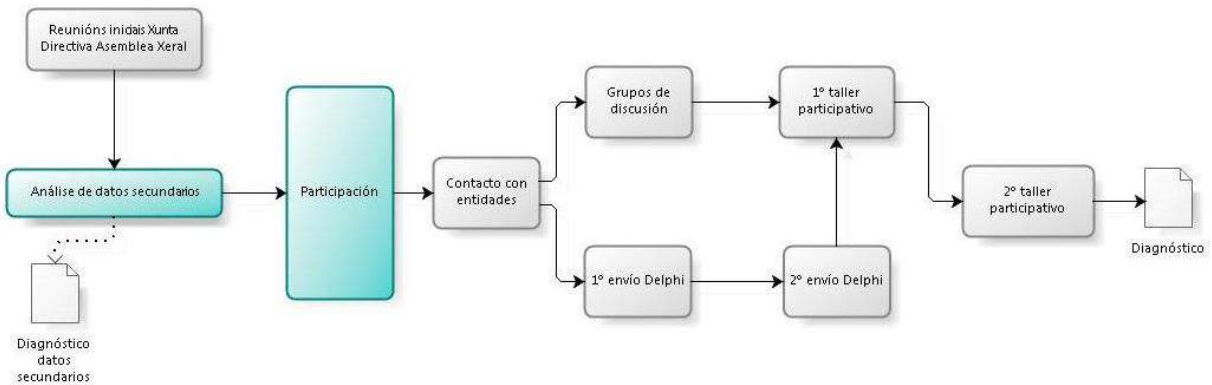 Reunións iniciais Xunta
Directiva Asemblea Xeral
Análise de datos secundarios
Diagnóstico
datos
secundarios
Participación
Contacto con
entidades
Grupos de
discusión
1º envío Delphi
1º taller
participativo
2º envío Delphi
2º taller
participativo
Diagnóstico